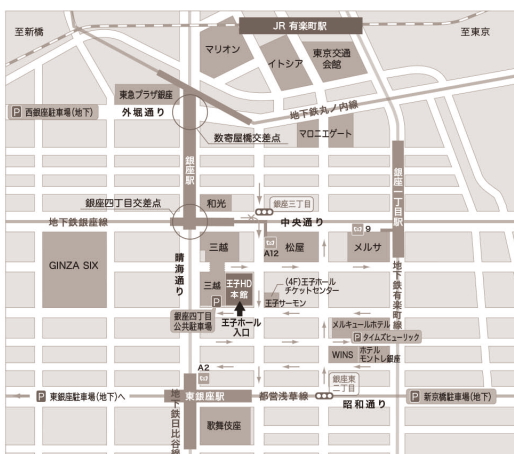 JR 有楽町駅
至新橋
至東京
マリオン
イトシア
東京交通
会館
東急プラザ銀座
P 西銀座駐車場(地下)
外堀通り
地下鉄丸ノ内線
数寄屋橋交差点
マロニエゲート
銀座駅
銀座一丁目駅
銀座四丁目交差点
和光
銀座三丁目
地下鉄銀座線
中央通り
GINZA SIX
晴海通り
三越
A12
松屋
9
メルサ
地下鉄有楽町線
三越
王子HD
本館
(4F)王子ホール
チケットセンター
P
王子サーモン
銀座四丁目
公共駐車場
王子ホール
入口
メルキュールホテル
P タイムズヒューリック
WINS
ホテル
モントレ銀座
A2
銀座東
二丁目
P 東銀座駐車場(地下)へ
地下鉄日比谷線
東銀座駅
都営浅草線
昭和通り
P 新京橋駐車場(地下)
歌舞伎座